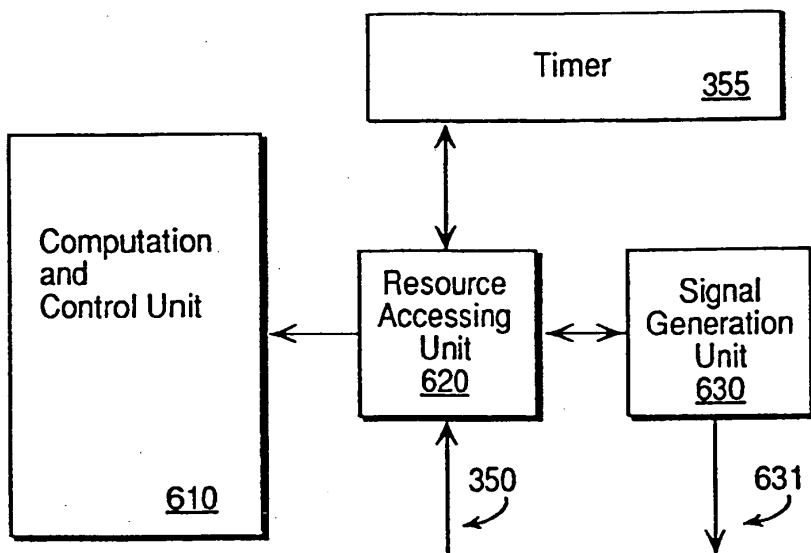 Timer
355
Computation
and
Control Unit
610
Resource
Accessing
Unit
620
Signal
Generation
Unit
630
350
631